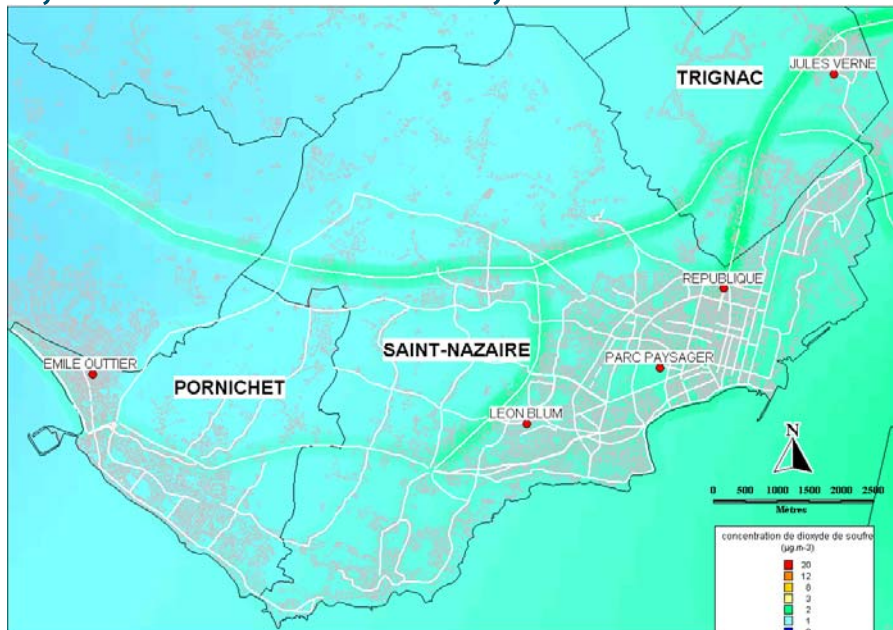 JULES VERNE
TRIGNAC
REPUBLIQUE
SAINT-NAZAIRE
PARC PAYSAGER
EMILE OUTTIER
PORNICHET
LEON BLUM
N
0 500 1000 1500 2000 2500
Mètres
concentration de dioxyde de soufre
(µg.m-3)
20
12
6
3
2
1